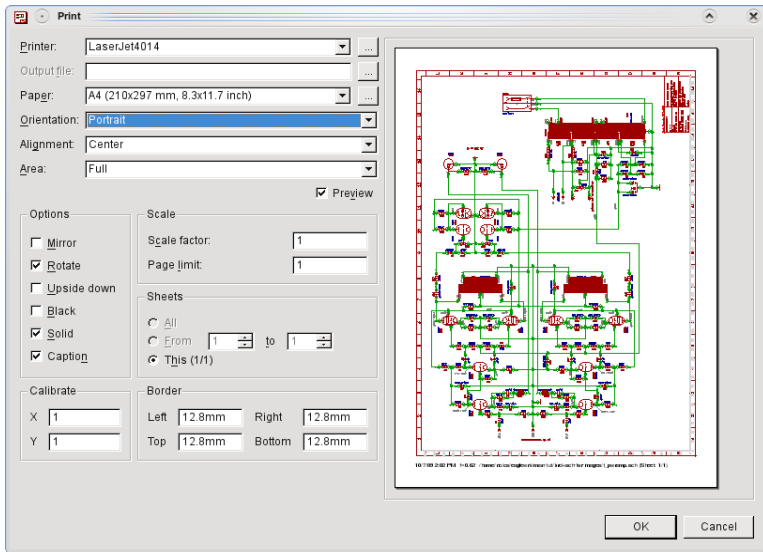 Print
Printer: LaserJet4014 ...
Output file: ...
Paper: A4 (210x297 mm, 8.3x11.7 inch) ...
Orientation: Portrait
Alignment: Center
Area: Full
Preview
Options
Mirror
Rotate
Upside down
Black
Solid
Caption
Scale
Scale factor: 1
Page limit: 1
Sheets
All
From 1 to 1
This (1/1)
Calibrate
X 1
Y 1
Border
Left 12.8mm Right 12.8mm
Top 12.8mm Bottom 12.8mm
(Sheet: 1/1)
OK Cancel